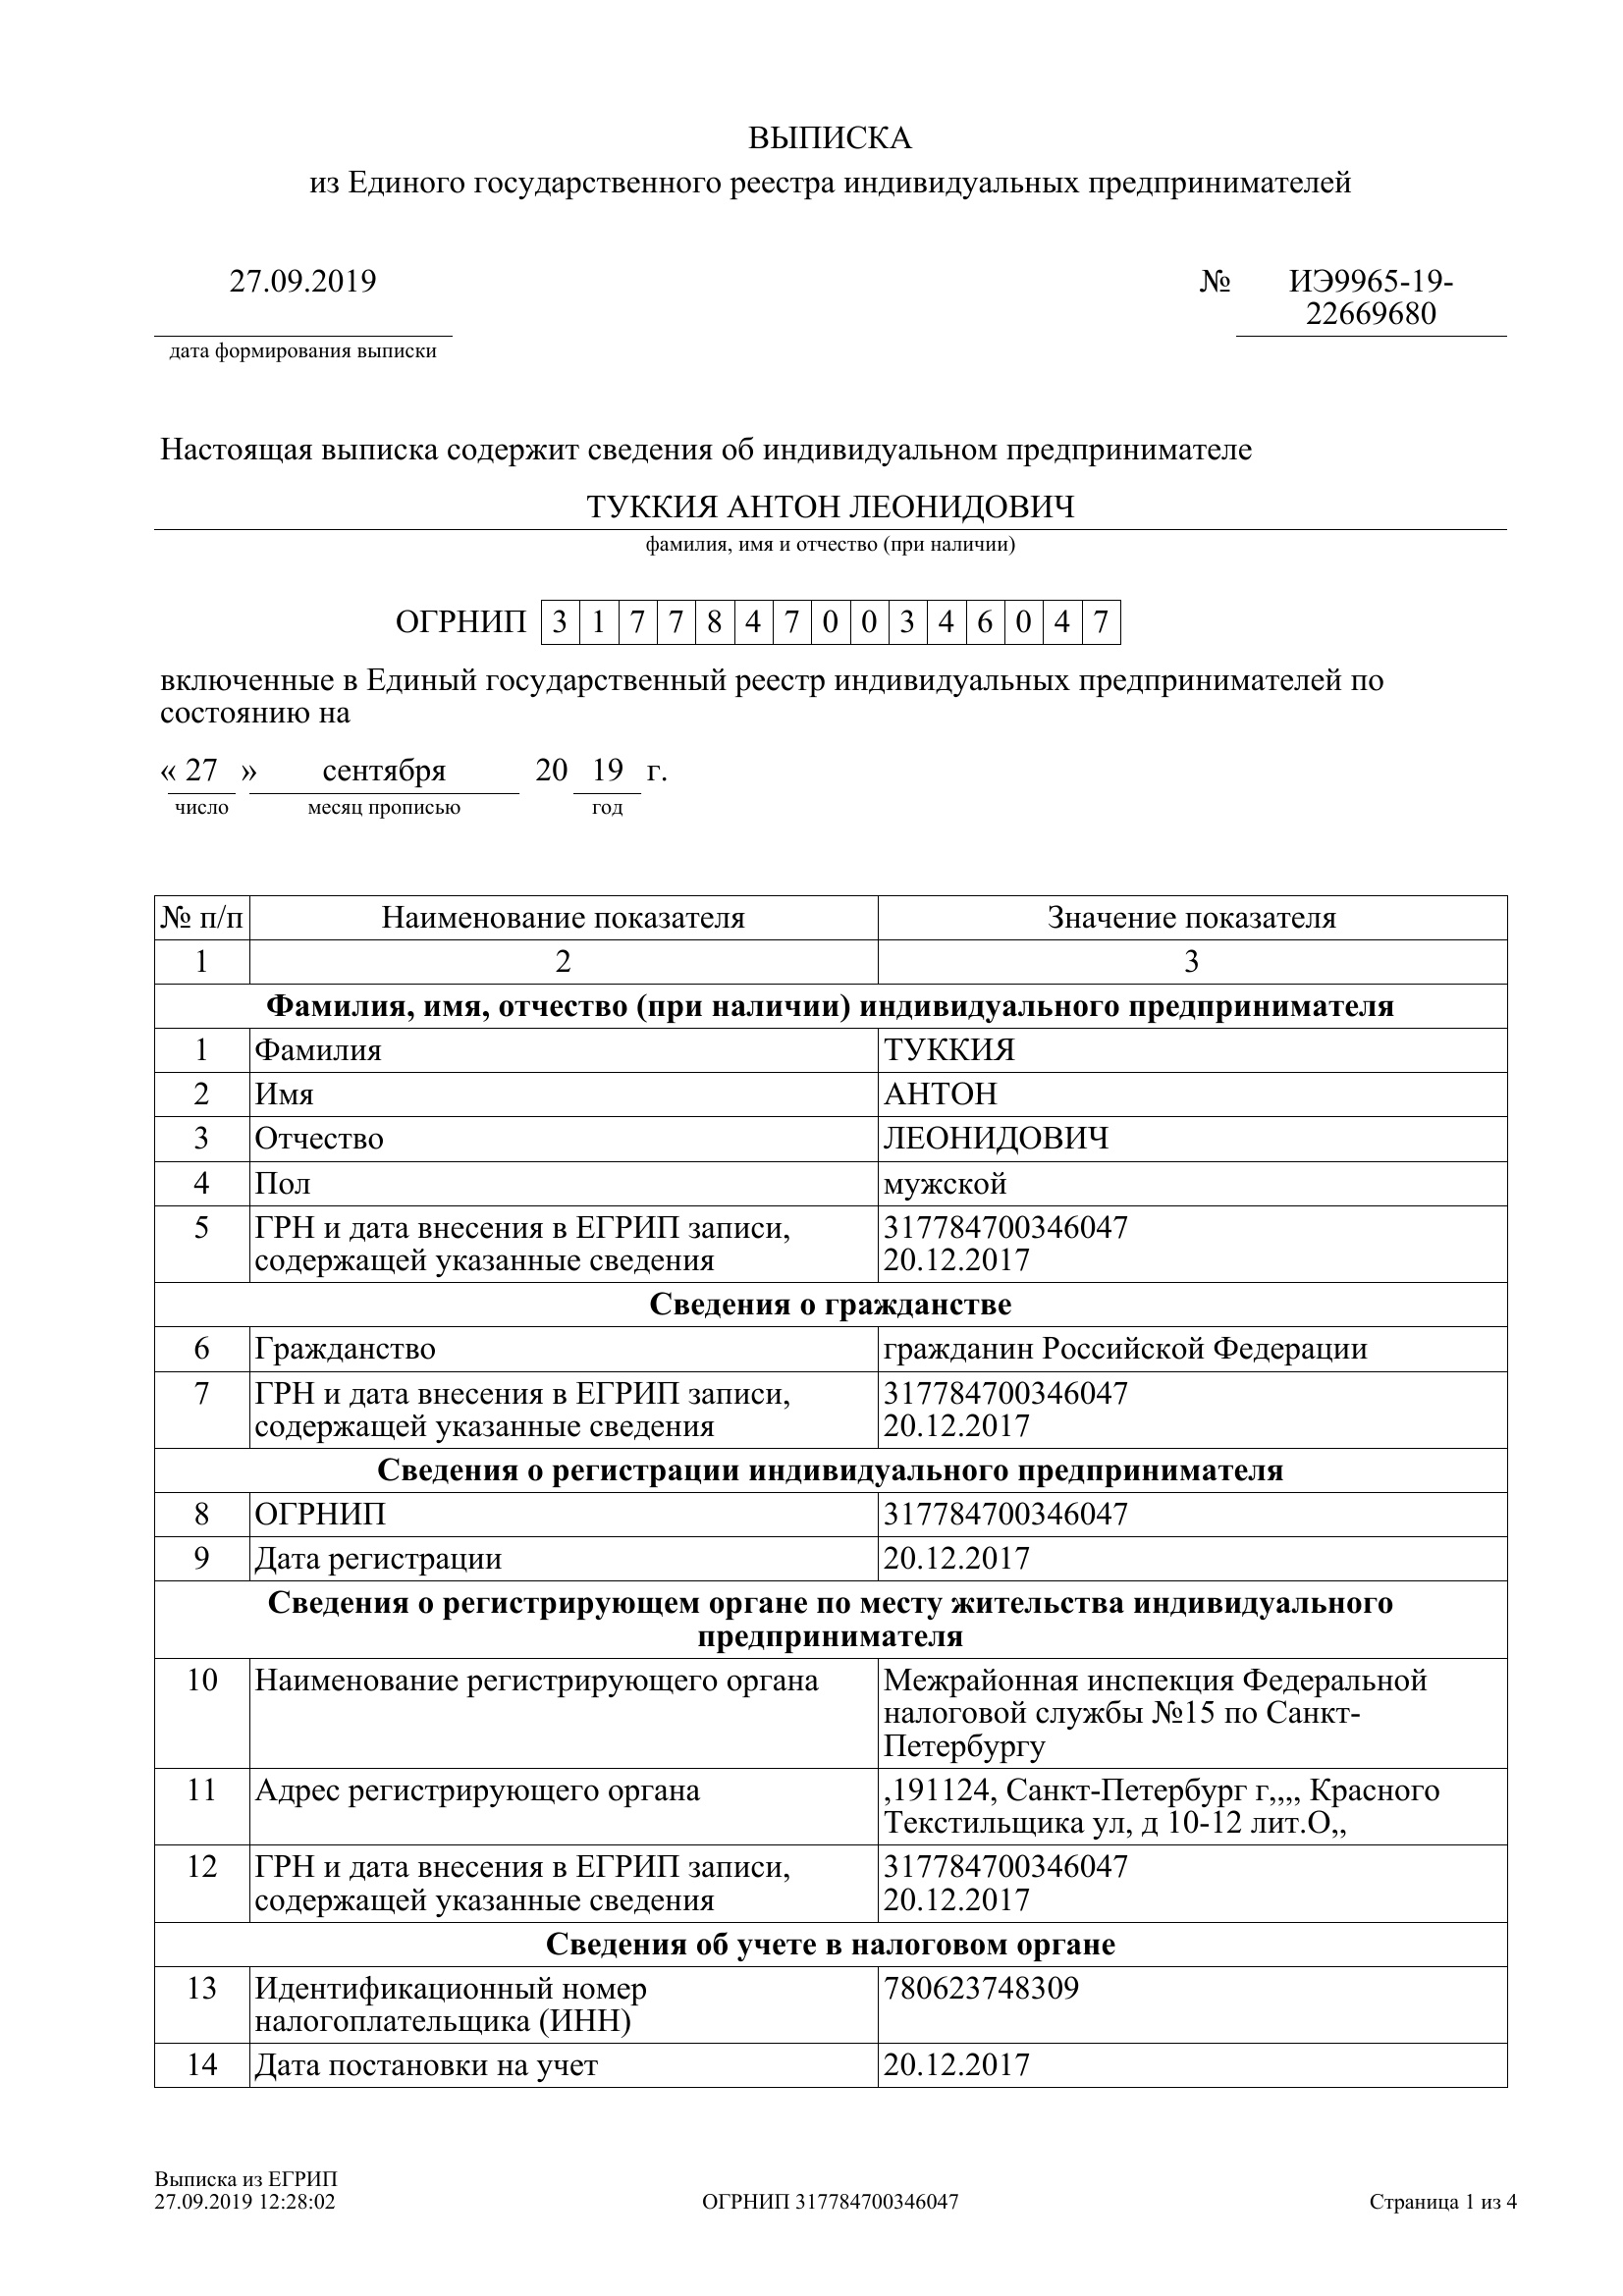 ВЫПИСКА
из Единого государственного реестра индивидуальных предпринимателей
27.09.2019 № ИЭ9965-19-
22669680
дата формирования выписки
Настоящая выписка содержит сведения об индивидуальном предпринимателе
ТУККИЯ АНТОН ЛЕОНИДОВИЧ
фамилия, имя и отчество (при наличии)
ОГРНИП 3 1 7 7 8 4 7 0 0 3 4 6 0 4 7
включенные в Единый государственный реестр индивидуальных предпринимателей по
состоянию на
« 27 » сентября 20 19 г.
число месяц прописью год
№ п/п Наименование показателя Значение показателя
1 2 3
Фамилия, имя, отчество (при наличии) индивидуального предпринимателя
1 Фамилия ТУККИЯ
2 Имя АНТОН
3 Отчество ЛЕОНИДОВИЧ
4 Пол мужской
5 ГРН и дата внесения в ЕГРИП записи, 317784700346047
содержащей указанные сведения 20.12.2017
Сведения о гражданстве
6 Гражданство гражданин Российской Федерации
7 ГРН и дата внесения в ЕГРИП записи, 317784700346047
содержащей указанные сведения 20.12.2017
Сведения о регистрации индивидуального предпринимателя
8 ОГРНИП 317784700346047
9 Дата регистрации 20.12.2017
Сведения о регистрирующем органе по месту жительства индивидуального
предпринимателя
10 Наименование регистрирующего органа Межрайонная инспекция Федеральной
налоговой службы №15 по Санкт-
Петербургу
11 Адрес регистрирующего органа ,191124, Санкт-Петербург г,,,, Красного
Текстильщика ул, д 10-12 лит.О,,
12 ГРН и дата внесения в ЕГРИП записи, 317784700346047
содержащей указанные сведения 20.12.2017
Сведения об учете в налоговом органе
13 Идентификационный номер 780623748309
налогоплательщика (ИНН)
14 Дата постановки на учет 20.12.2017
Выписка из ЕГРИП
27.09.2019 12:28:02 ОГРНИП 317784700346047 Страница 1 из 4